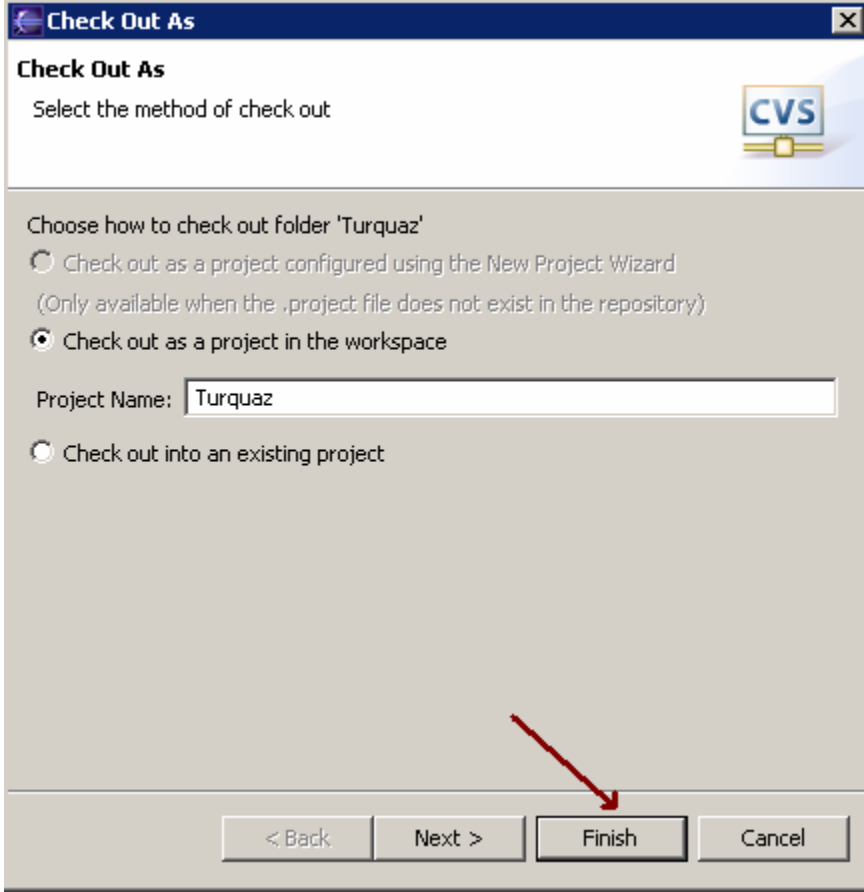 Check Out As
Check Out As
Select the method of check out
CVS
Choose how to check out folder 'Turquaz'
Check out as a project configured using the New Project Wizard
(Only available when the .project file does not exist in the repository)
Check out as a project in the workspace
Project Name: Turquaz
Check out into an existing project
< Back Next > Finish Cancel